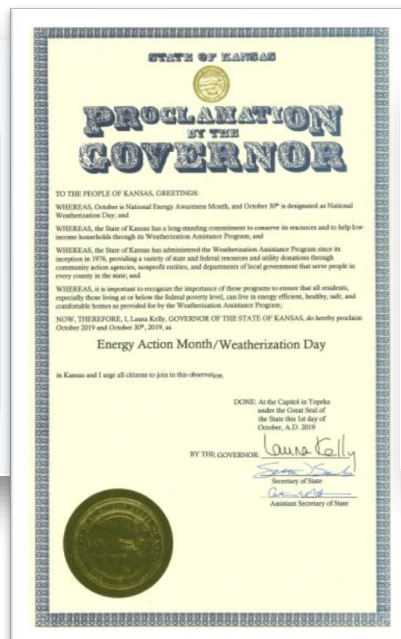 STATE OF KANSAS
PROCLAMATION
BY THE
GOVERNOR
TO THE PEOPLE OF KANSAS, GREETINGS:
WHEREAS, October is National Energy Awareness Month, and October 30th is designated as National
Weatherization Day; and
WHEREAS, the State of Kansas has a long-standing commitment to conserve its resources and to help low
income households through its Weatherization Assistance Program; and
WHEREAS, the State of Kansas has administered the Weatherization Assistance Program since its
inception in 1976, providing a variety of state and federal resources and utility donations through
community action agencies, nonprofit entities, and departments of local government that serve people in
every county in the state; and
WHEREAS, it is important to recognize the importance of those programs to ensure that all residents,
especially those living at or below the federal poverty level, can live in energy efficient, healthy, safe, and
comfortable homes as provided for by the Weatherization Assistance Program;
NOW, THEREFORE, I, Laura Kelly, GOVERNOR OF THE STATE OF KANSAS, do hereby proclaim
October 2019 and October 30th, 2019, as
Energy Action Month/Weatherization Day
in Kansas and I urge all citizens to join in this observation.
DONE: At the Capitol in Topeka
under the Great Seal of
the State this 1st day of
October, A.D. 2019
BY THE GOVERNOR: Laura Kelly
Secretary of State
Assistant Secretary of State